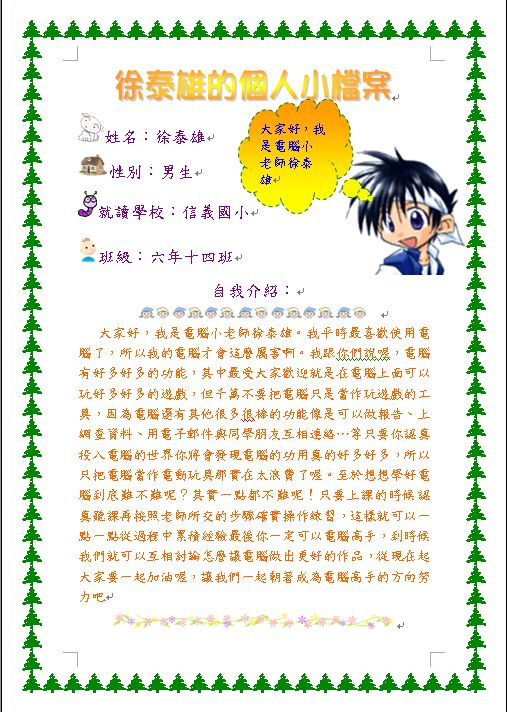 徐泰雄的個人小檔案
姓名：徐泰雄
性別：男生
就讀學校：信義國小
班級：六年十四班
大家好，我
是電腦小
老師徐泰
雄
自我介紹：
大家好，我是電腦小老師徐泰雄。我平時最喜歡使用電
腦了，所以我的電腦才會這麼厲害啊。我跟你們說喔，電腦
有好多好多的功能，其中最受大家歡迎就是在電腦上面可以
玩好多好多的遊戲，但千萬不要把電腦只是當作玩遊戲的工
具，因為電腦還有其他很多很棒的功能像是可以做報告、上
網查資料、用電子郵件與同學朋友互相連絡…等只要你認真
投入電腦的世界你將會發現電腦的功用真的好多好多，所以
只把電腦當作電動玩具那實在太浪費了喔。至於想想學好電
腦到底難不難呢？其實一點都不難呢！只要上課的時候認
真聽課再按照老師所交的步驟確實操作練習，這樣就可以一
點一點從過程中累積經驗最後你一定可以電腦高手，到時候
我們就可以互相討論怎麼讓電腦做出更好的作品，從現在起
大家要一起加油喔，讓我們一起朝著成為電腦高手的方向努
力吧